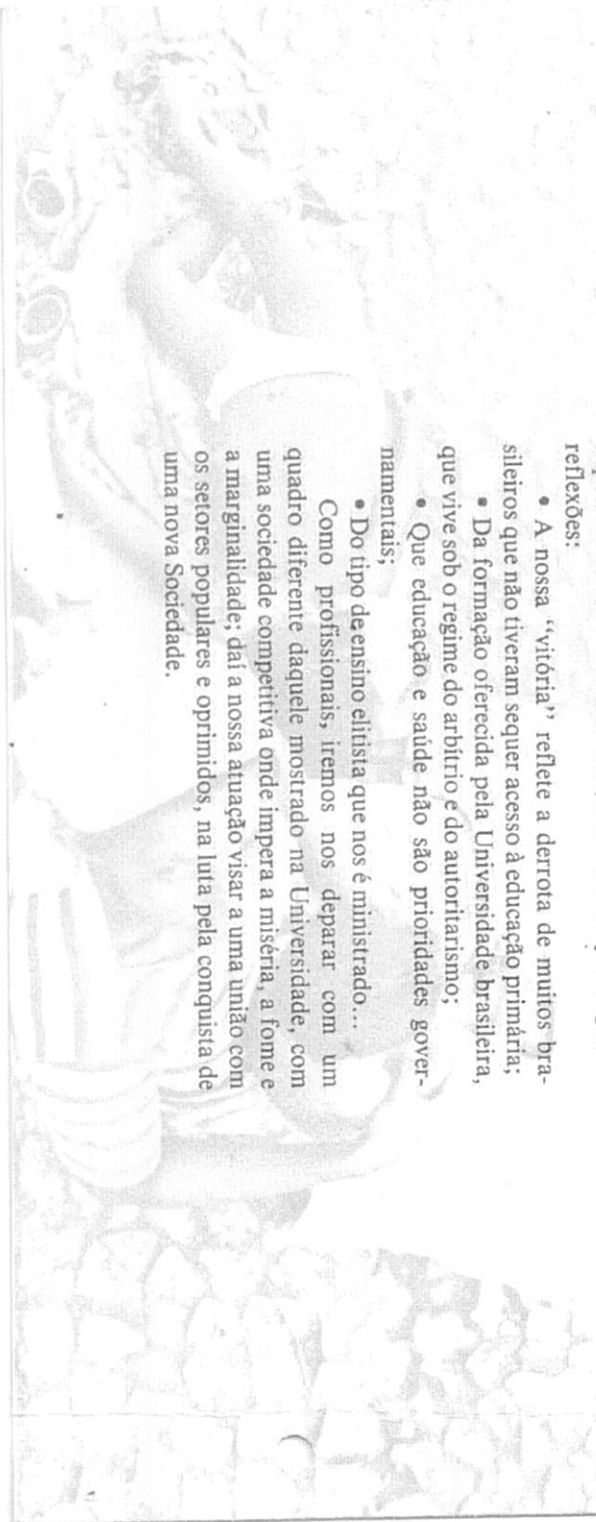 reflexões:
• A nossa “vitória” reflete a derrota de muitos bra-
sileiros que não tiveram sequer acesso à educação primária;
• Da formação oferecida pela Universidade brasileira,
que vive sob o regime do arbítrio e do autoritarismo;
• Que educação e saúde não são prioridades gover-
namentais;
• Do tipo de ensino elitista que nos é ministrado...
Como profissionais, iremos nos deparar com um
quadro diferente daquele mostrado na Universidade, com
uma sociedade competitiva onde impera a miséria, a fome e
a marginalidade; daí a nossa atuação visar a uma união com
os setores populares e oprimidos, na luta pela conquista de
uma nova Sociedade.